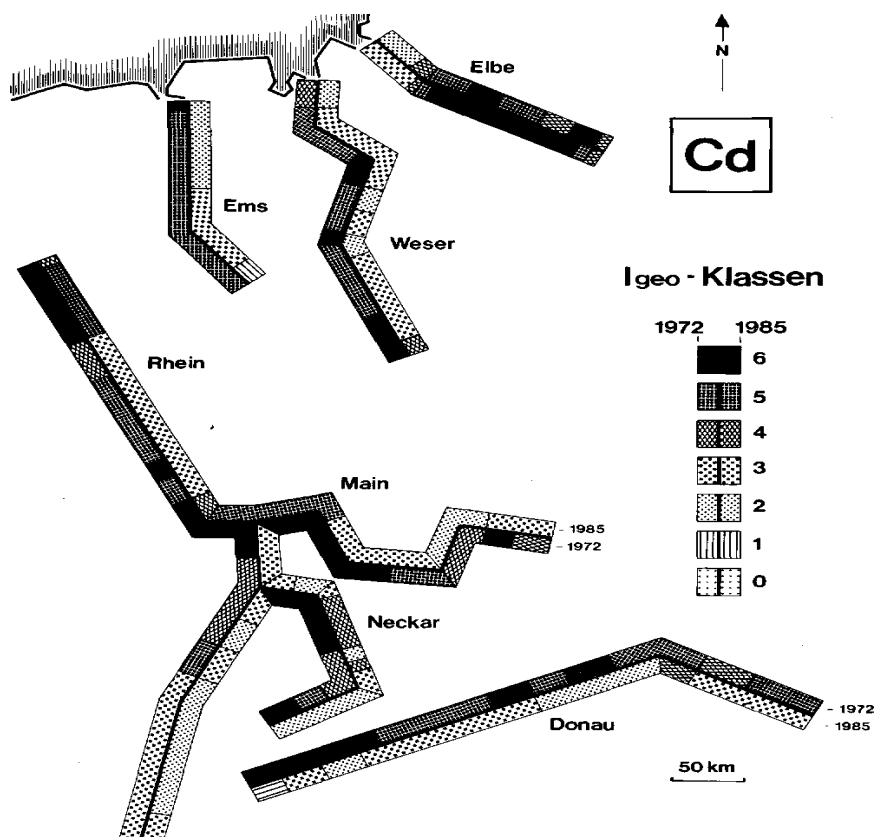 Elbe
N
Cd
Ems
Weser
Igeo - Klassen
1972 1985
6
5
4
3
2
1
0
Rhein
Main
- 1985
- 1972
Neckar
Donau
- 1972
- 1985
50 km